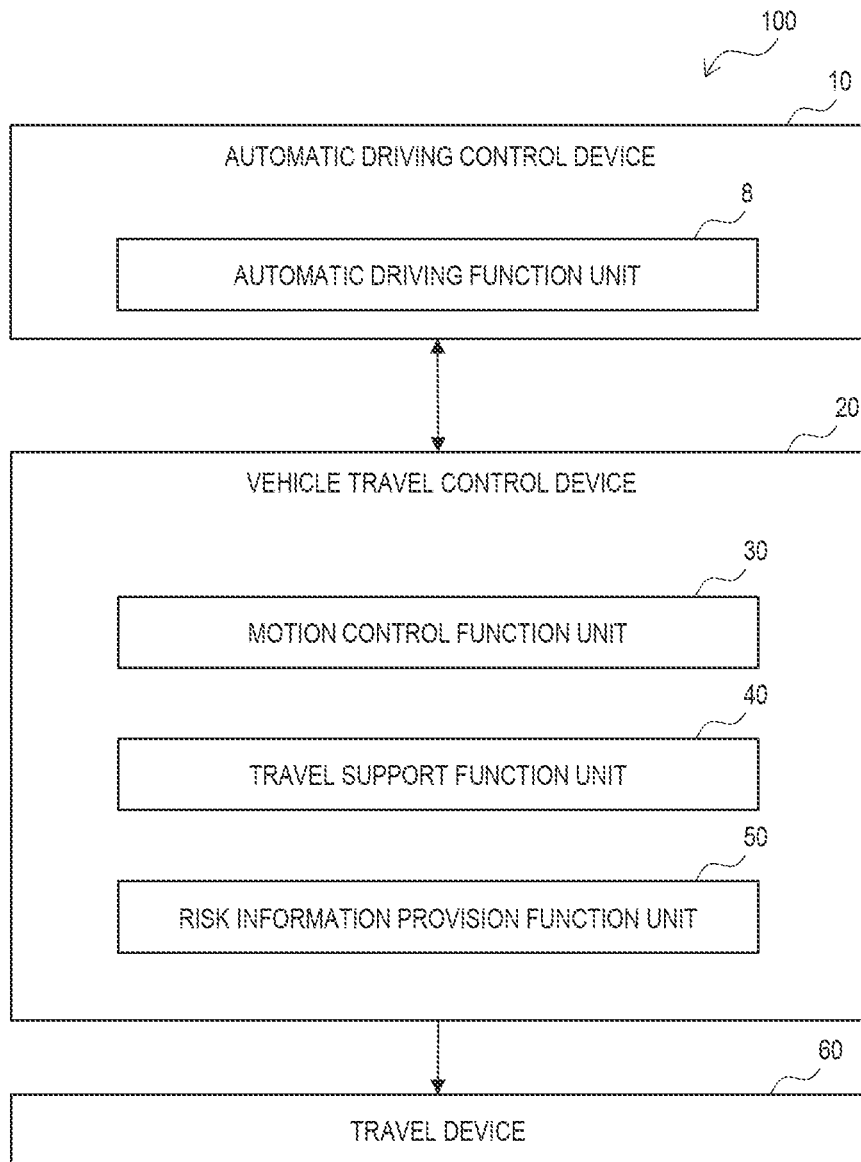 100
10
AUTOMATIC DRIVING CONTROL DEVICE
8
AUTOMATIC DRIVING FUNCTION UNIT
20
VEHICLE TRAVEL CONTROL DEVICE
30
MOTION CONTROL FUNCTION UNIT
40
TRAVEL SUPPORT FUNCTION UNIT
50
RISK INFORMATION PROVISION FUNCTION UNIT
60
TRAVEL DEVICE